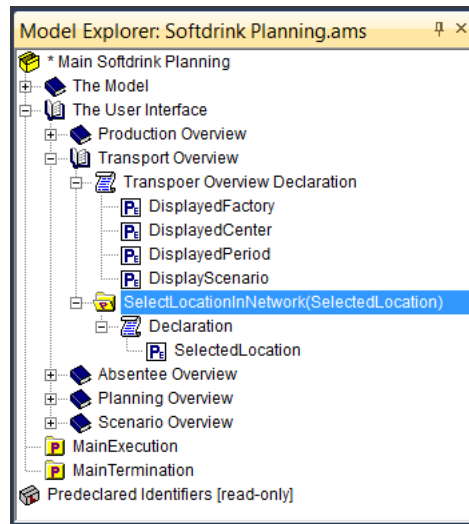 Model Explorer: Softdrink Planning.ams
* Main Softdrink Planning
The Model
The User Interface
Production Overview
Transport Overview
Transpoer Overview Declaration
DisplayedFactory
DisplayedCenter
DisplayedPeriod
DisplayScenario
SelectLocationInNetwork(SelectedLocation)
Declaration
SelectedLocation
Absentee Overview
Planning Overview
Scenario Overview
MainExecution
MainTermination
Predeclared Identifiers [read-only]